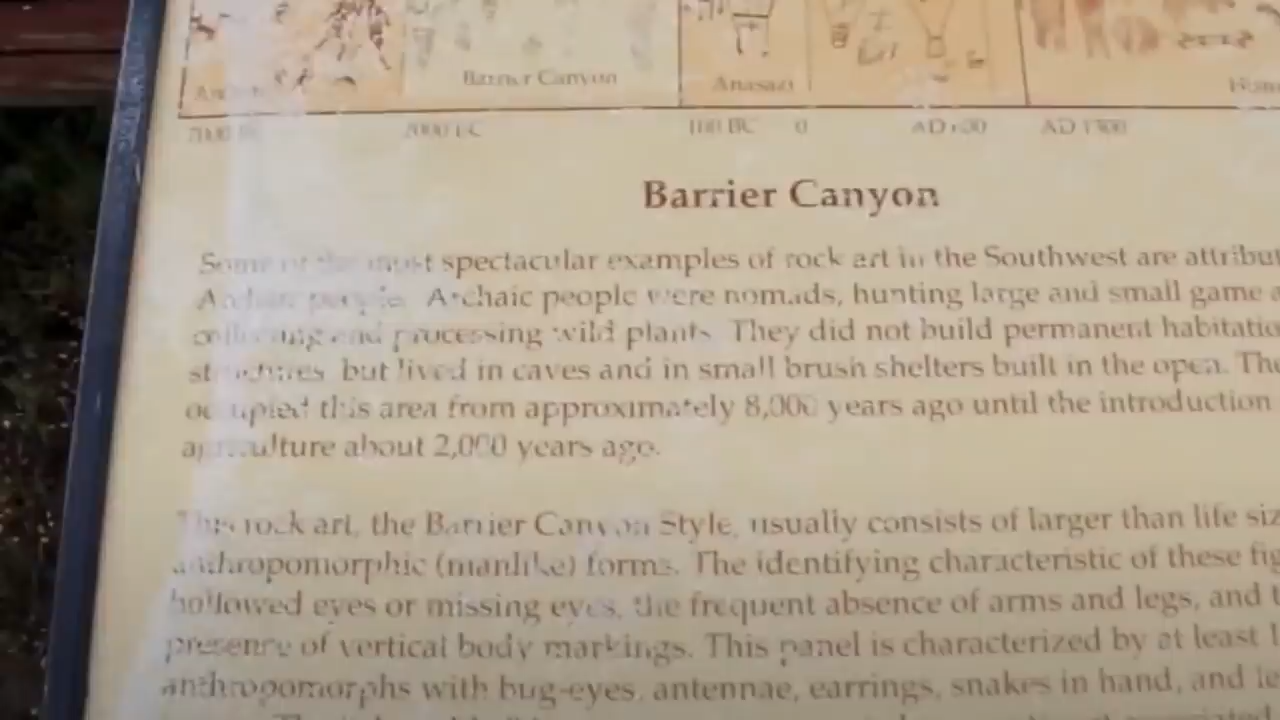 Barrier Canyon Anasazi
2000 BC 100 BC 0 AD 1300
Barrier Canyon
Some of the most spectacular examples of rock art in the Southwest are attribut
Archaic people. Archaic people were nomads, hunting large and small game a
collecting and processing wild plants. They did not build permanent habitatio
structures but lived in caves and in small brush shelters built in the open. The
occupied this area from approximately 8,000 years ago until the introduction
agriculture about 2,000 years ago.
This rock art, the Barrier Canyon Style, usually consists of larger than life siz
anthropomorphic (manlike) forms. The identifying characteristic of these fig
hollowed eyes or missing eyes, the frequent absence of arms and legs, and t
presence of vertical body markings. This panel is characterized by at least 1
anthropomorphs with bug-eyes, antennae, earrings, snakes in hand, and le